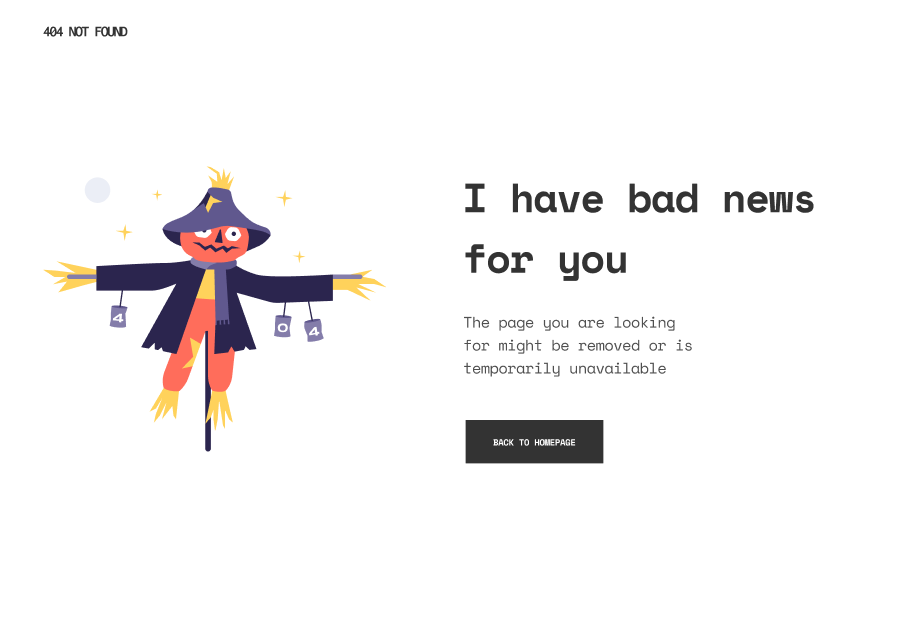 404 NOT FOUND
I have bad news
for you
4
0
4
The page you are looking
for might be removed or is
temporarily unavailable
BACK TO HOMEPAGE